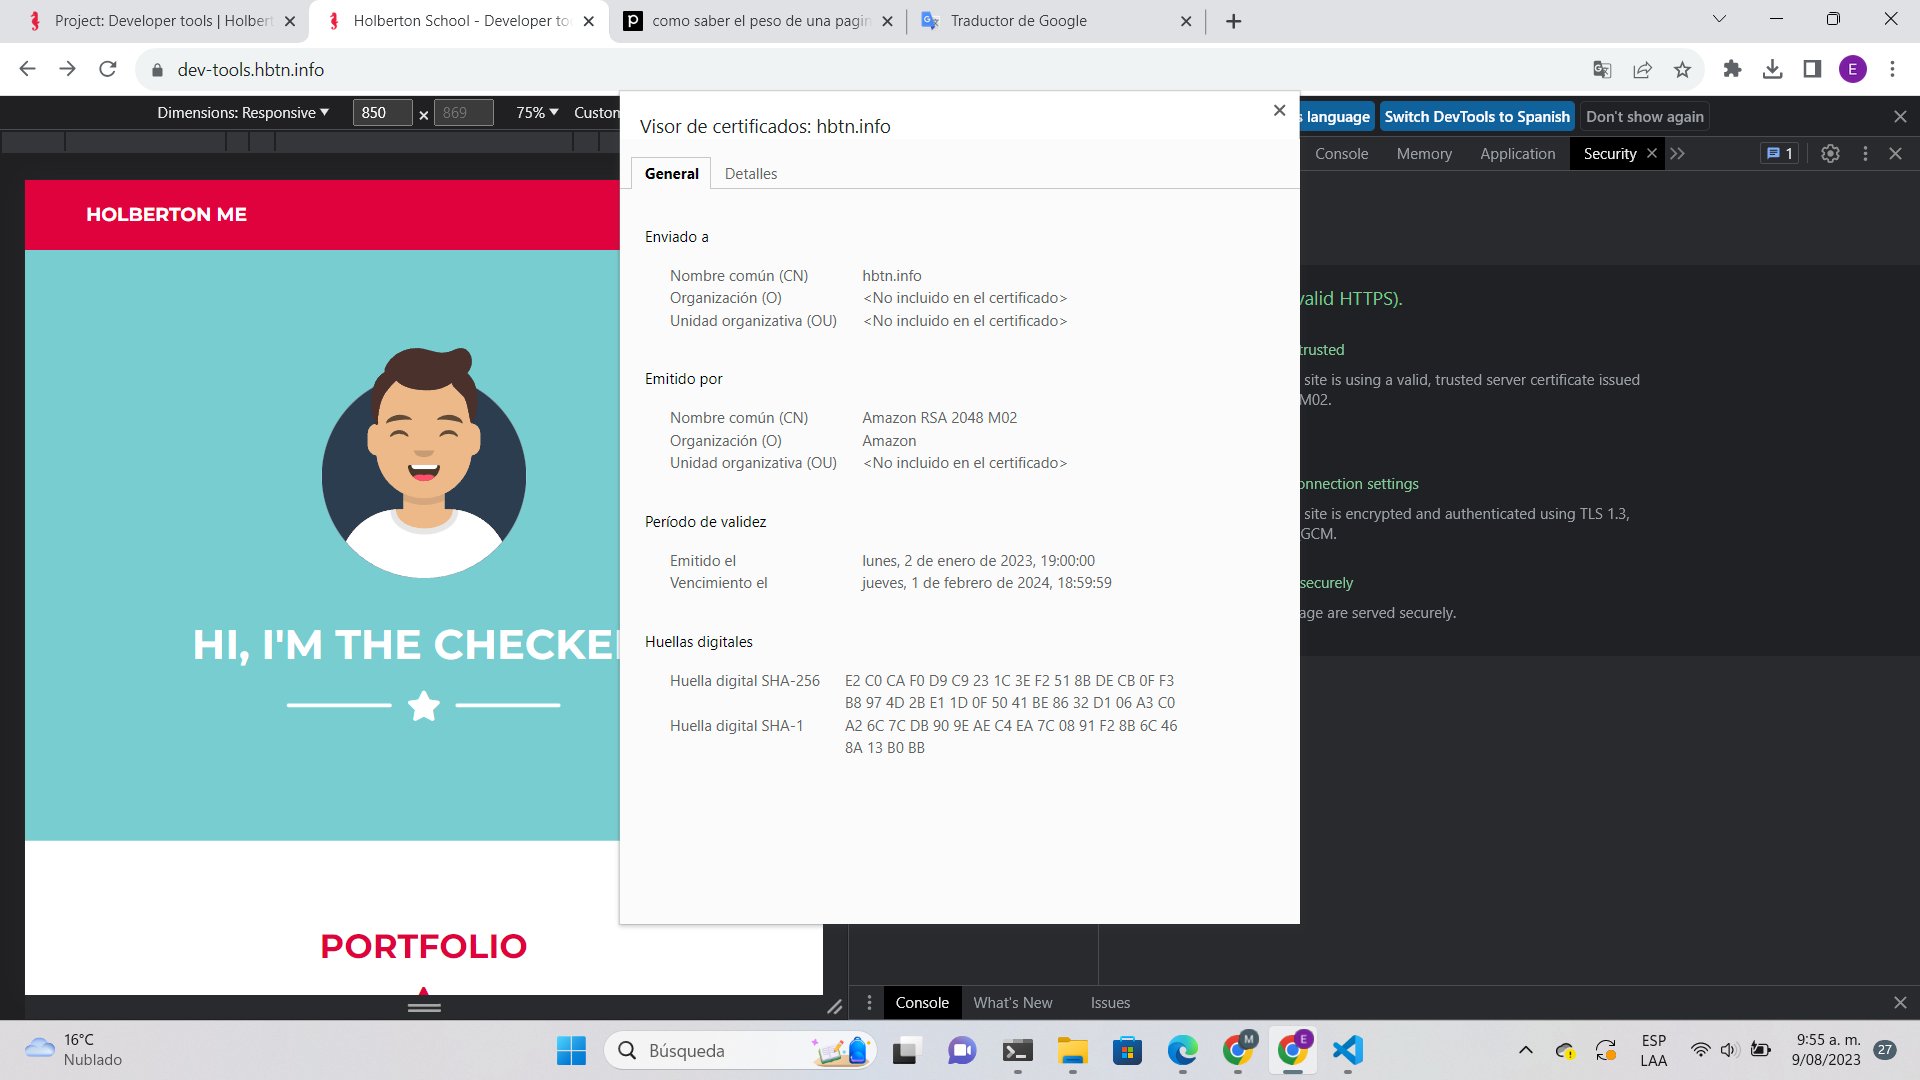 Project: Developer tools | Holbert
Holberton School - Developer too
como saber el peso de una pagin
Traductor de Google
dev-tools.hbtn.info
E
Dimensions: Responsive
850
×
869
75%
Custom
language
Switch DevTools to Spanish
Don't show again
Console
Memory
Application
Security
1
HOLBERTON ME
HI, I'M THE CHECKER
PORTFOLIO
Visor de certificados: hbtn.info
General
Detalles
Enviado a
Nombre común (CN) hbtn.info
Organización (O) <No incluido en el certificado>
Unidad organizativa (OU) <No incluido en el certificado>
Emitido por
Nombre común (CN) Amazon RSA 2048 M02
Organización (O) Amazon
Unidad organizativa (OU) <No incluido en el certificado>
Período de validez
Emitido el lunes, 2 de enero de 2023, 19:00:00
Vencimiento el jueves, 1 de febrero de 2024, 18:59:59
Huellas digitales
Huella digital SHA-256 E2 C0 CA F0 D9 C9 23 1C 3E F2 51 8B DE CB 0F F3
B8 97 4D 2B E1 1D 0F 50 41 BE 86 32 D1 06 A3 C0
Huella digital SHA-1 A2 6C 7C DB 90 9E AE C4 EA 7C 08 91 F2 8B 6C 46
8A 13 B0 BB
valid HTTPS).
trusted
site is using a valid, trusted server certificate issued
M02.
onnection settings
site is encrypted and authenticated using TLS 1.3,
GCM.
securely
age are served securely.
Console
What's New
Issues
16°C
Nublado
Búsqueda
M
E
ESP
LAA
9:55 a. m.
9/08/2023
27